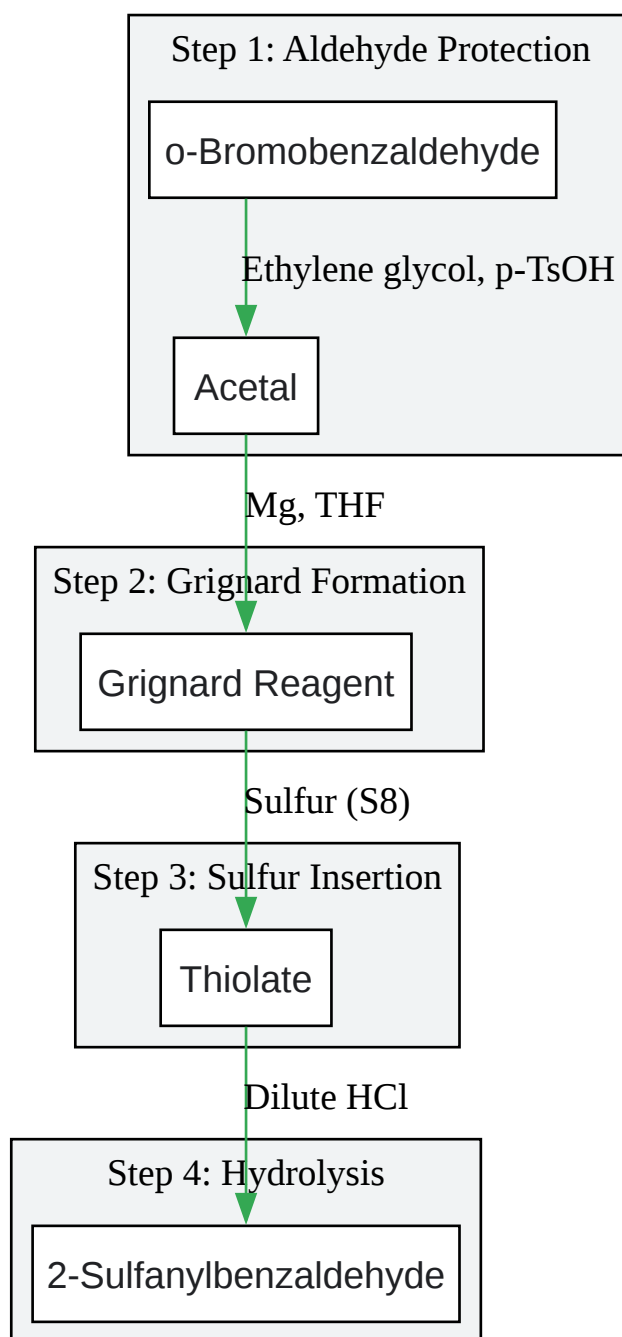 Step 1: Aldehyde Protection
o-Bromobenzaldehyde
Ethylene glycol, p-TsOH
Acetal
Mg, THF
Step 2: Grignard Formation
Grignard Reagent
Sulfur (S8)
Step 3: Sulfur Insertion
Thiolate
Dilute HCl
Step 4: Hydrolysis
2-Sulfanylbenzaldehyde